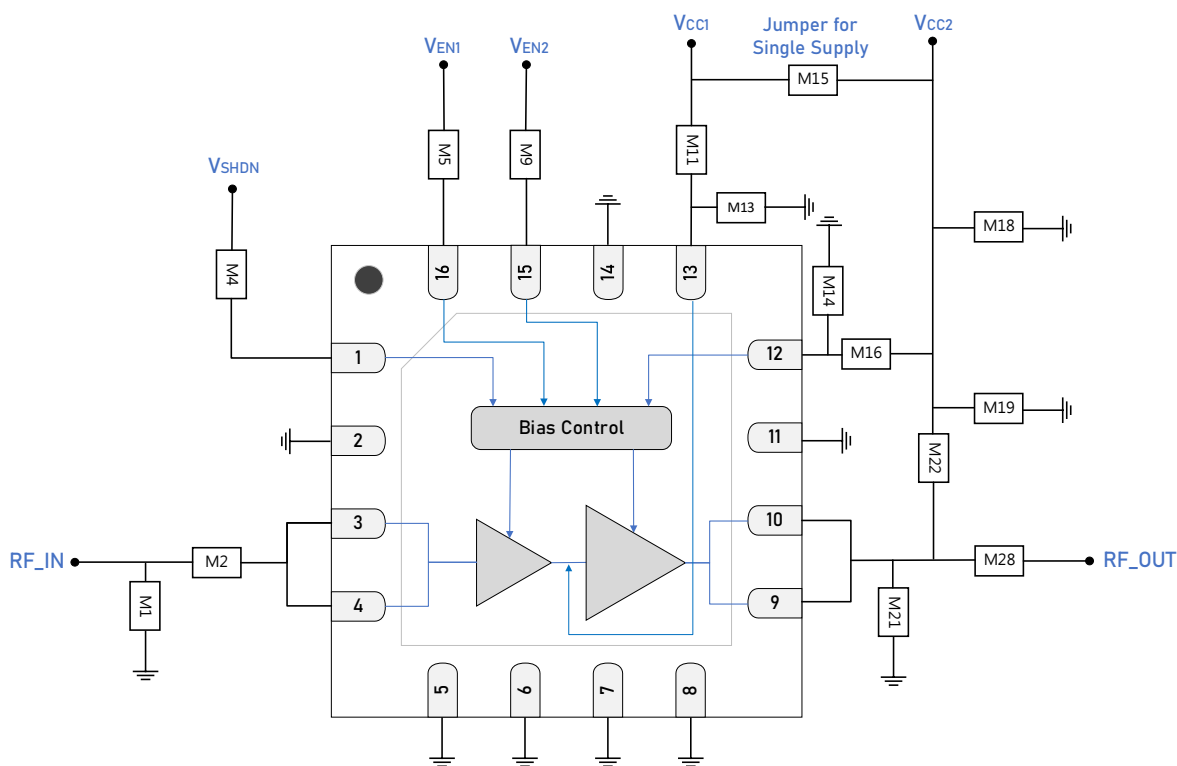 VCC1
Jumper for
Single Supply
VCC2
VEN1
VEN2
M15
M5
M9
M11
VSHDN
M13
M18
M4
16
15
14
13
M14
1
12
M16
Bias Control
M19
2
11
M22
3
10
RF_IN
M2
M28
RF_OUT
M1
4
9
M21
5
6
7
8